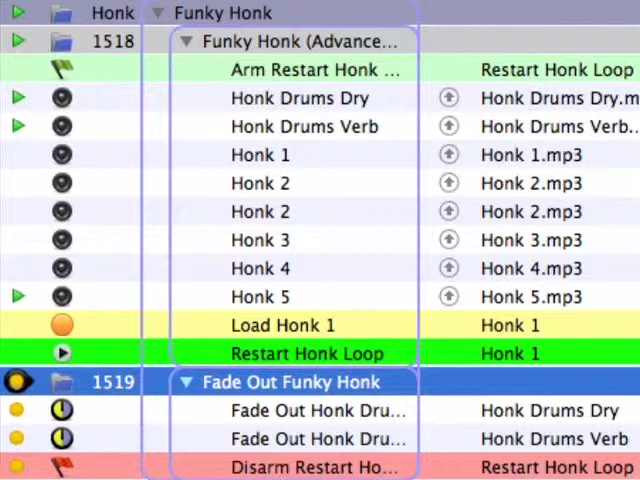 Honk Funky Honk
1518 Funky Honk (Advance...
Arm Restart Honk ... Restart Honk Loop
Honk Drums Dry Honk Drums Dry.m
Honk Drums Verb Honk Drums Verb..
Honk 1 Honk 1.mp3
Honk 2 Honk 2.mp3
Honk 2 Honk 2.mp3
Honk 3 Honk 3.mp3
Honk 4 Honk 4.mp3
Honk 5 Honk 5.mp3
Load Honk 1 Honk 1
Restart Honk Loop Honk 1
1519 Fade Out Funky Honk
Fade Out Honk Dru... Honk Drums Dry
Fade Out Honk Dru... Honk Drums Verb
Disarm Restart Ho... Restart Honk Loop